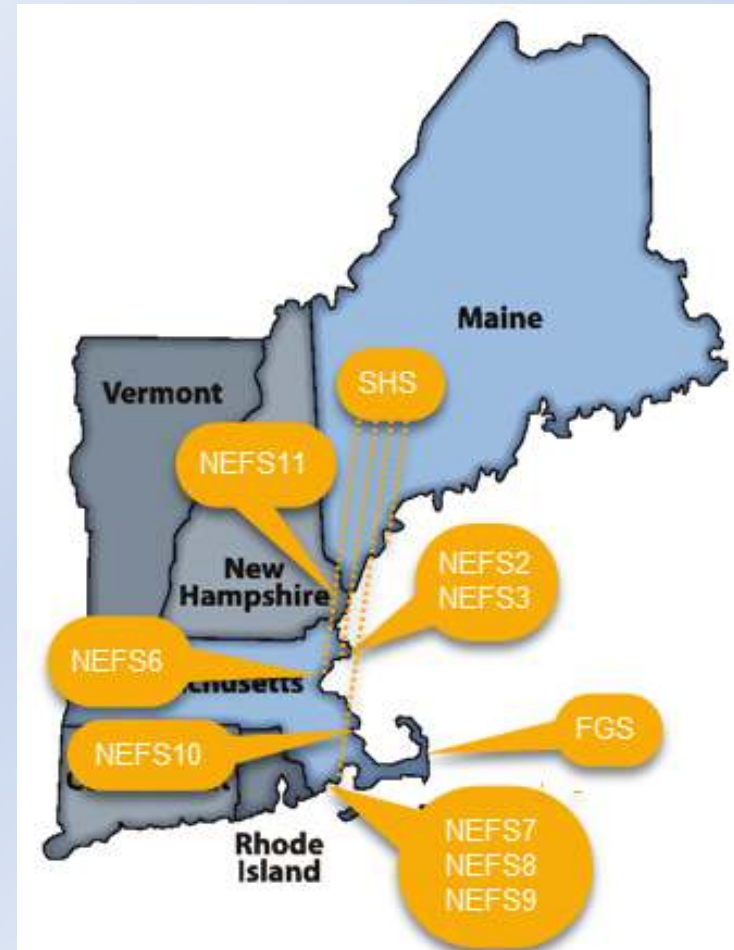 Maine
SHS
Vermont
NEFS11
New
Hampshire
NEFS2
NEFS3
NEFS6
chusetts
FGS
NEFS10
NEFS7
NEFS8
NEFS9
Rhode
Island